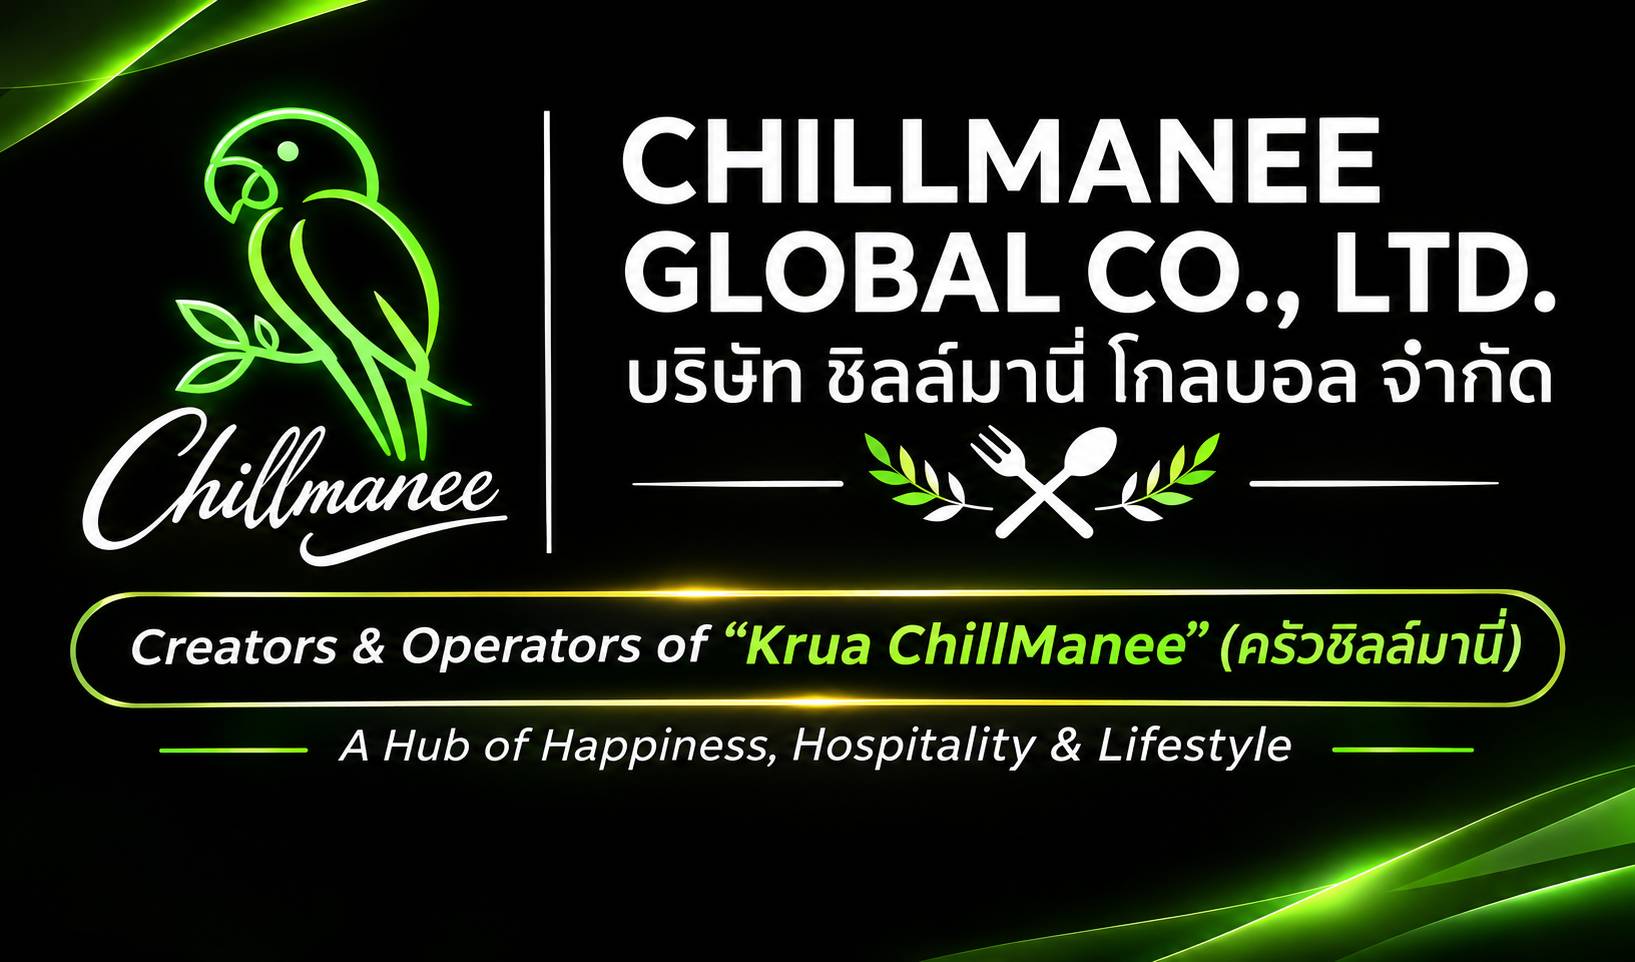 Chillmanee
CHILLMANEE
GLOBAL CO., LTD.
บริษัท ชิลล์มานี่ โกลบอล จำกัด
Creators & Operators of “Krua ChillManee” (ครัวชิลล์มานี่)
A Hub of Happiness, Hospitality & Lifestyle